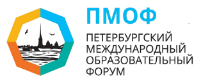 ПМОФ
ПЕТЕРБУРГСКИЙ
МЕЖДУНАРОДНЫЙ
ОБРАЗОВАТЕЛЬНЫЙ
ФОРУМ